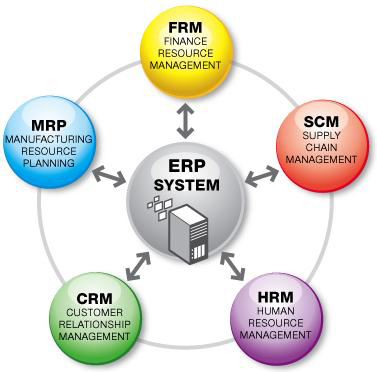 FRM
FINANCE
RESOURCE
MANAGEMENT
MRP
MANUFACTURING
RESOURCE
PLANNING
SCM
SUPPLY
CHAIN
MANAGEMENT
ERP
SYSTEM
CRM
CUSTOMER
RELATIONSHIP
MANAGEMENT
HRM
HUMAN
RESOURCE
MANAGEMENT